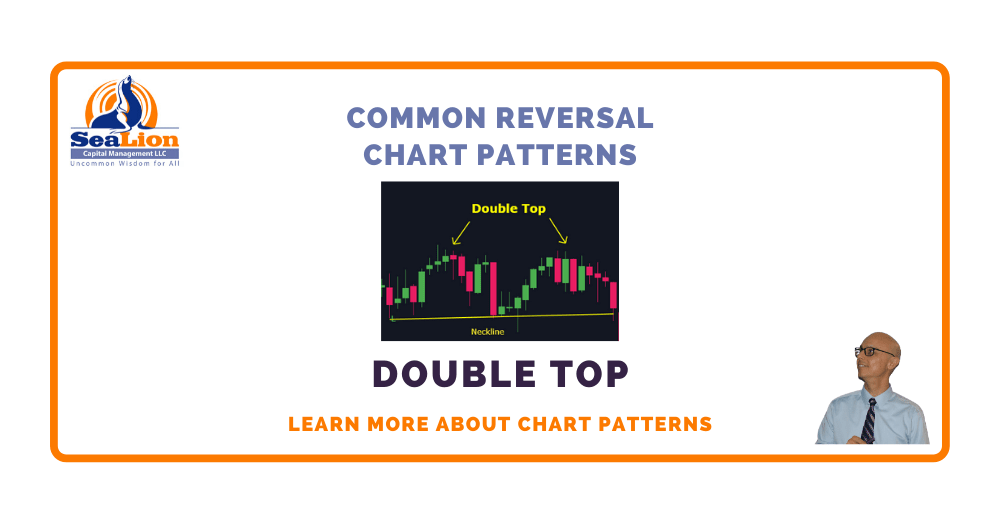 SeaLion
Capital Management LLC
Uncommon Wisdom for All
COMMON REVERSAL
CHART PATTERNS
Double Top
Neckline
DOUBLE TOP
LEARN MORE ABOUT CHART PATTERNS